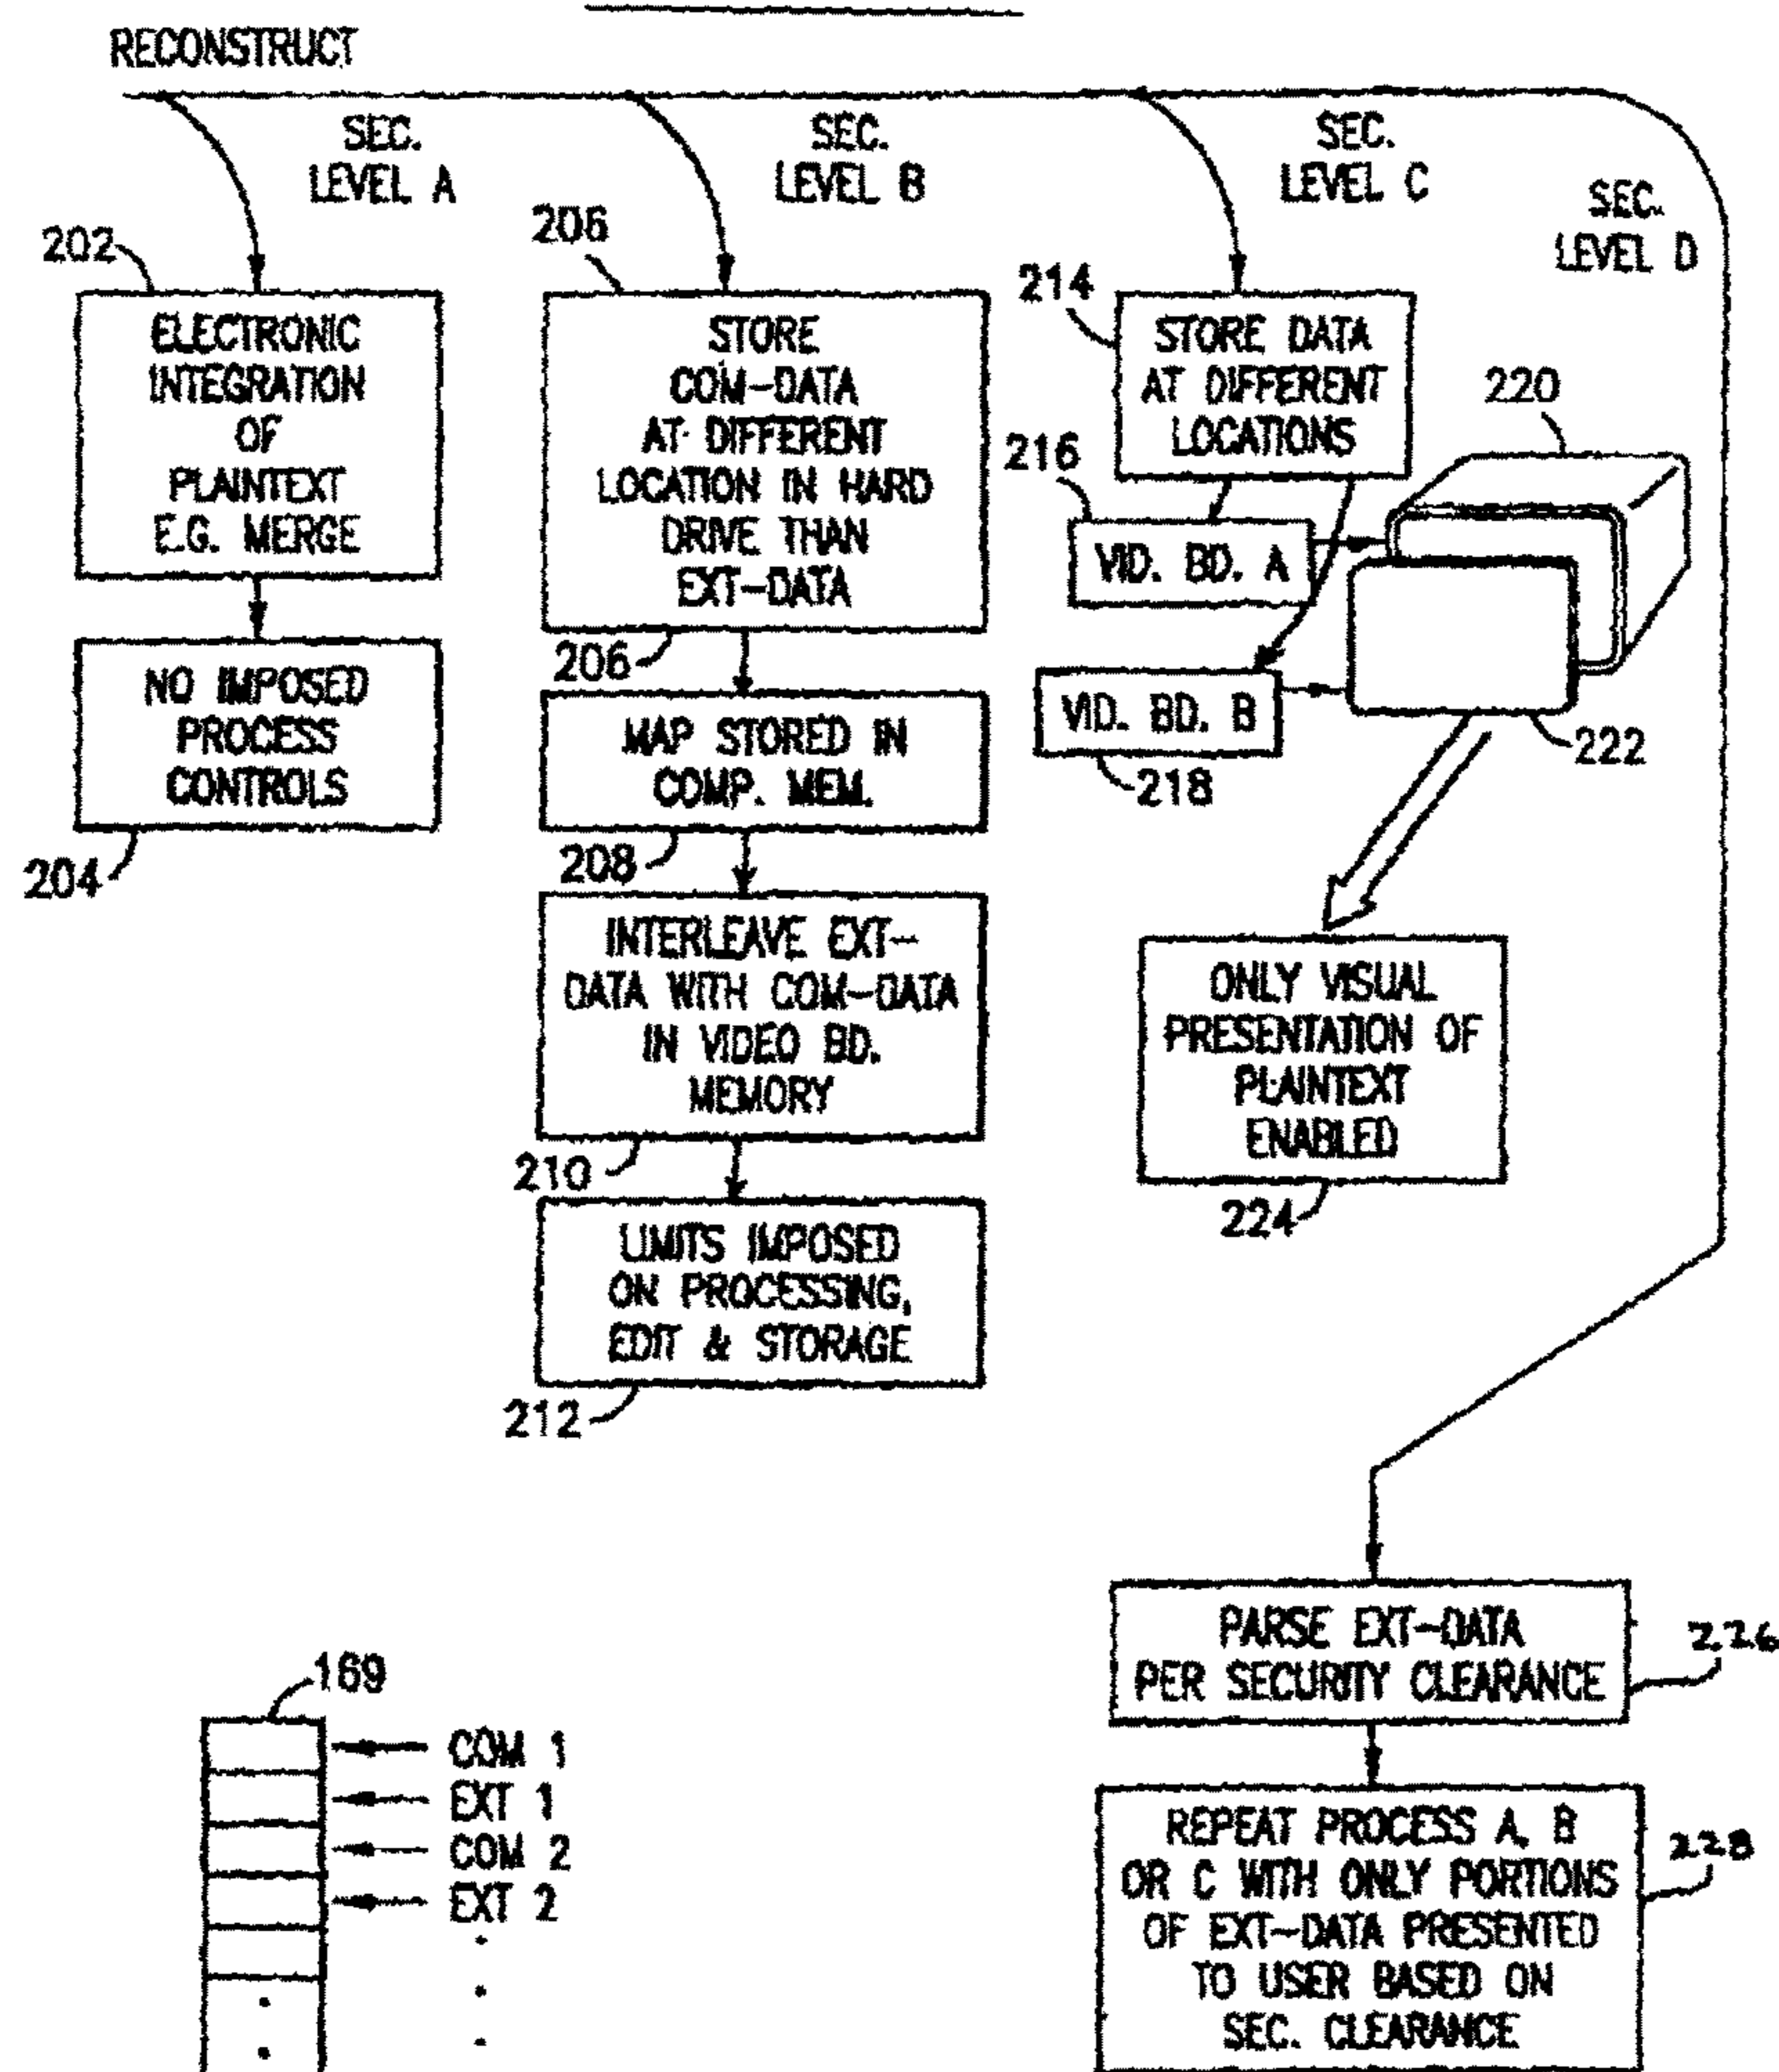 RECONSTRUCT
SEC.
LEVEL A
SEC.
LEVEL B
SEC.
LEVEL C
SEC.
LEVEL D
202
ELECTRONIC
INTEGRATION
OF
PLAINTEXT
E.G. MERGE
NO IMPOSED
PROCESS
CONTROLS
204
206
STORE
COM-DATA
AT DIFFERENT
LOCATION IN HARD
DRIVE THAN
EXT-DATA
206
MAP STORED IN
COMP. MEM.
208
INTERLEAVE EXT-
DATA WITH COM-DATA
IN VIDEO BD.
MEMORY
210
LIMITS IMPOSED
ON PROCESSING,
EDIT & STORAGE
212
214
STORE DATA
AT DIFFERENT
LOCATIONS
216
VID. BD. A
220
VID. BD. B
218
222
ONLY VISUAL
PRESENTATION OF
PLAINTEXT
ENABLED
224
PARSE EXT-DATA
PER SECURITY CLEARANCE
226
REPEAT PROCESS A, B
OR C WITH ONLY PORTIONS
OF EXT-DATA PRESENTED
TO USER BASED ON
SEC. CLEARANCE
228
169
COM 1
EXT 1
COM 2
EXT 2